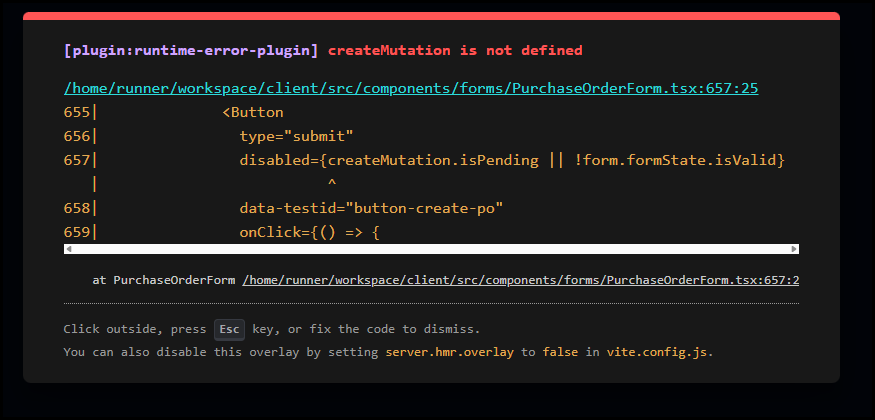 [plugin:runtime-error-plugin] createMutation is not defined
/home/runner/workspace/client/src/components/forms/PurchaseOrderForm.tsx:657:25
655|               <Button
656|                 type="submit"
657|                 disabled={createMutation.isPending || !form.formState.isValid}
   |                           ^
658|                 data-testid="button-create-po"
659|                 onClick={() => {
at PurchaseOrderForm /home/runner/workspace/client/src/components/forms/PurchaseOrderForm.tsx:657:2
Click outside, press Esc key, or fix the code to dismiss.
You can also disable this overlay by setting server.hmr.overlay to false in vite.config.js.